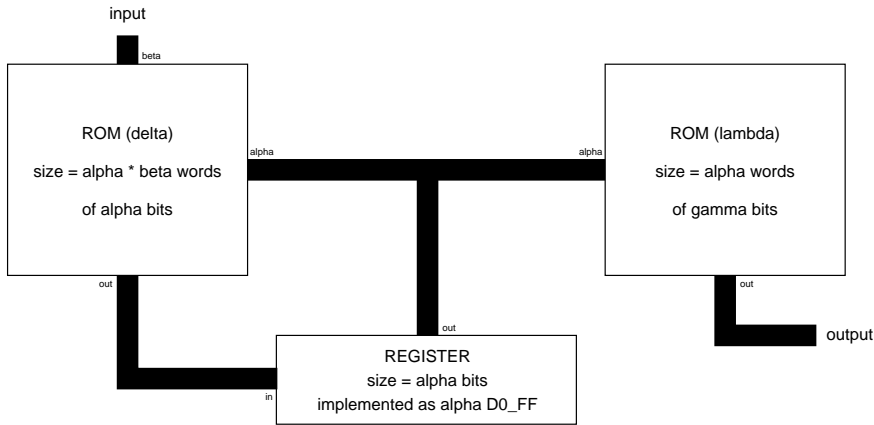 input
beta
ROM (delta)
size = alpha * beta words
of alpha bits
alpha
alpha
ROM (lambda)
size = alpha words
of gamma bits
out
out
output
out
REGISTER
size = alpha bits
implemented as alpha D0_FF
in